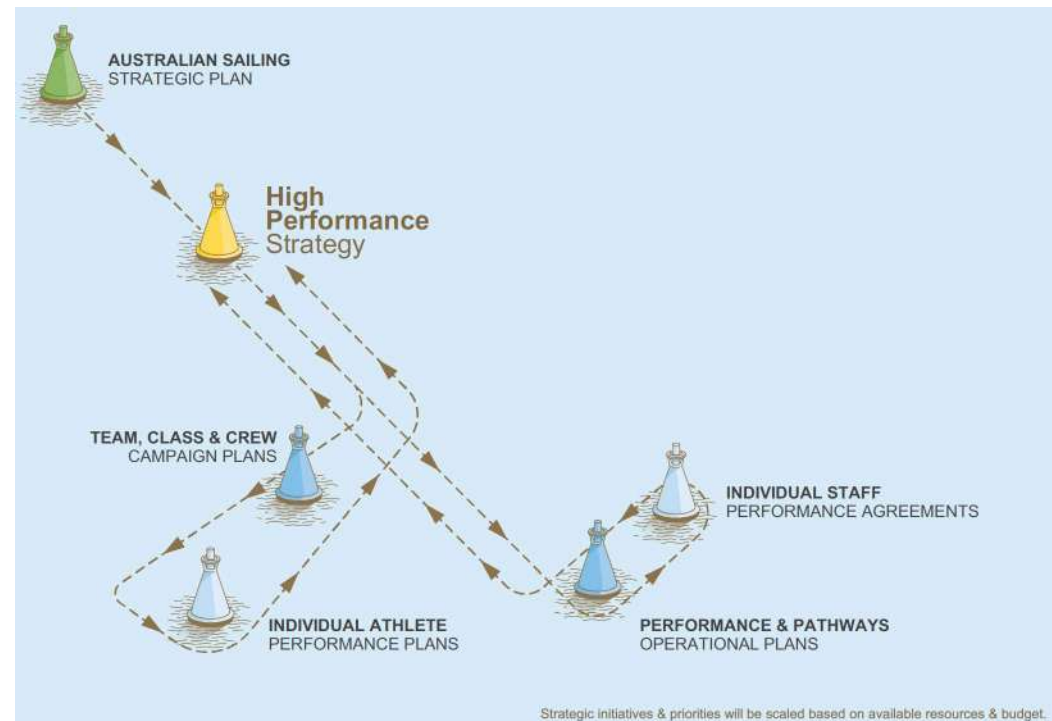 AUSTRALIAN SAILING
STRATEGIC PLAN
High
Performance
Strategy
TEAM, CLASS & CREW
CAMPAIGN PLANS
INDIVIDUAL STAFF
PERFORMANCE AGREEMENTS
INDIVIDUAL ATHLETE
PERFORMANCE PLANS
PERFORMANCE & PATHWAYS
OPERATIONAL PLANS
Strategic initiatives & priorities will be scaled based on available resources & budget.